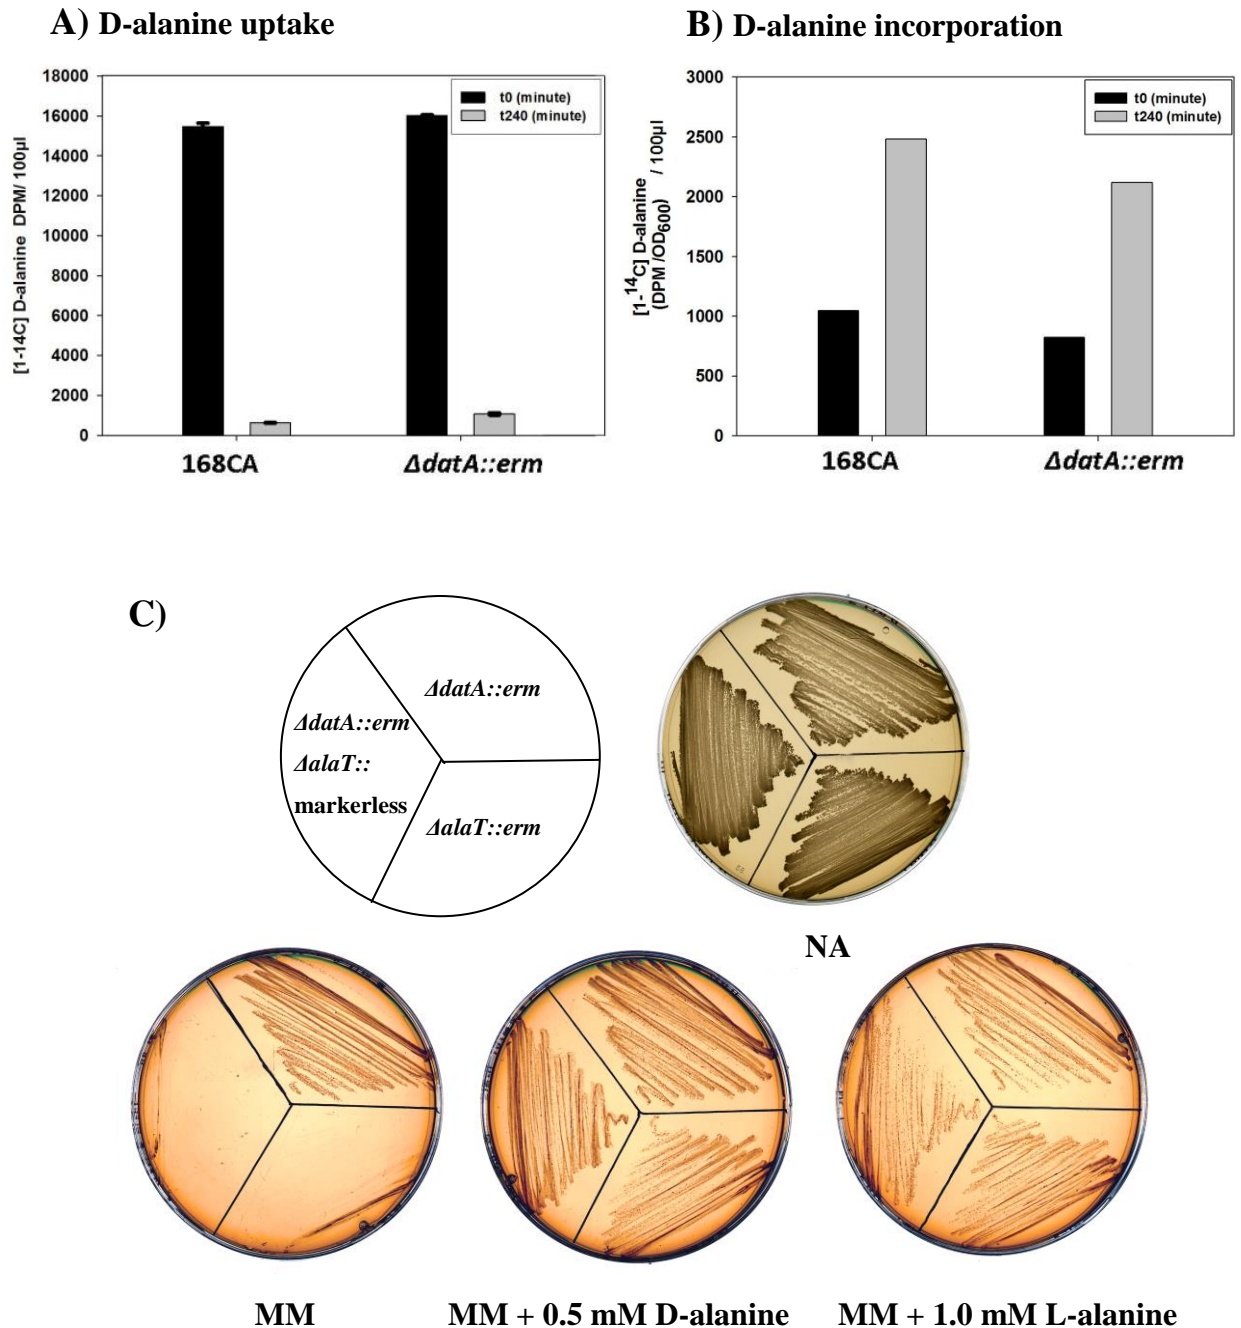 A) D-alanine uptake
[1-14C] D-alanine DPM/ 100µl
18000
16000
14000
12000
10000
8000
6000
4000
2000
0
t0 (minute)
t240 (minute)
168CA
ΔdatA::erm
B) D-alanine incorporation
[1-14C] D-alanine
(DPM /OD600) / 100µl
3000
2500
2000
1500
1000
500
0
t0 (minute)
t240 (minute)
168CA
ΔdatA::erm
C)
ΔdatA::erm
ΔdatA::erm
ΔalaT::
markerless
ΔalaT::erm
NA
MM
MM + 0.5 mM D-alanine
MM + 1.0 mM L-alanine